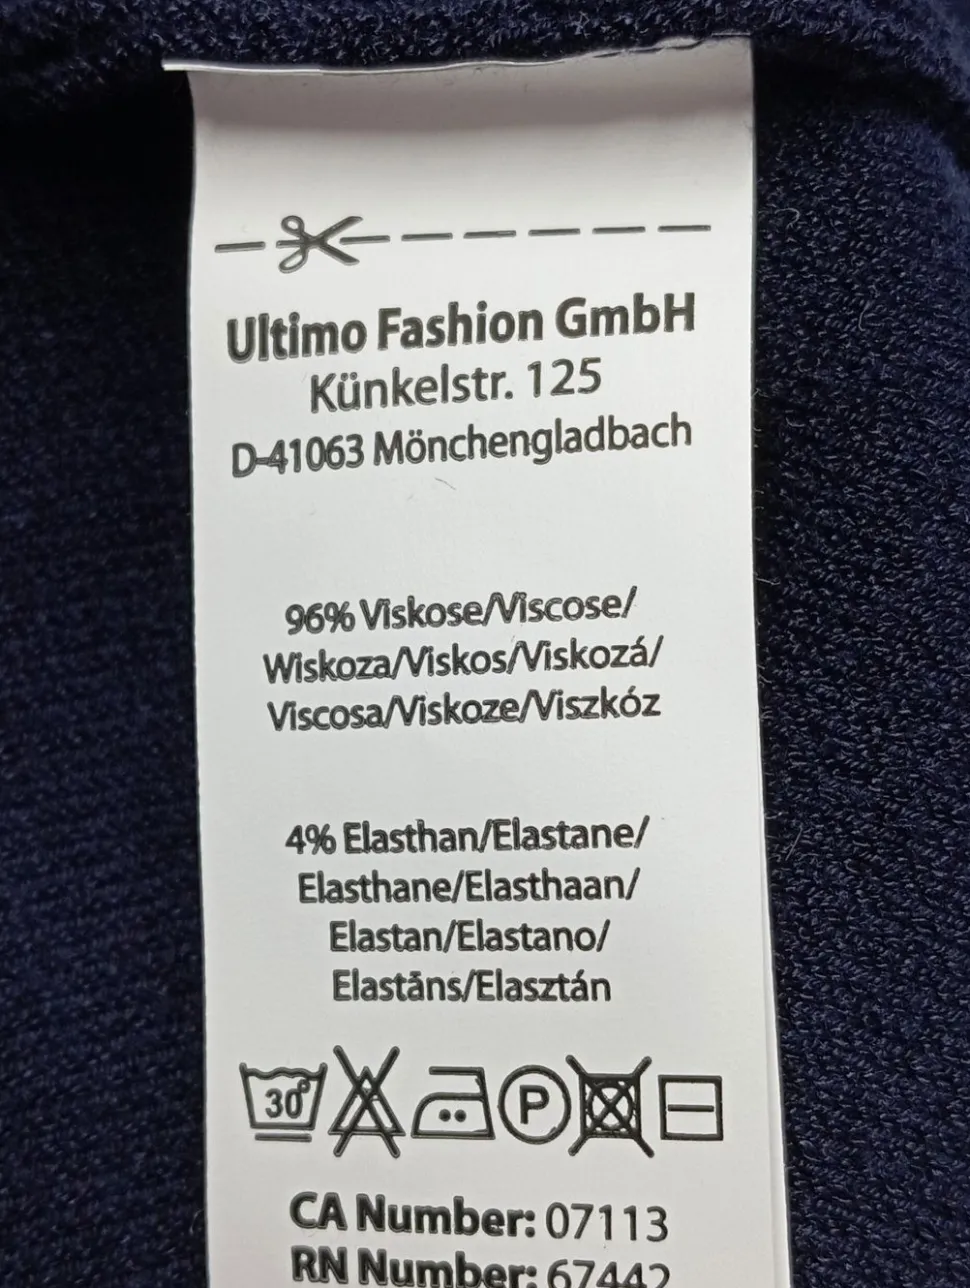 Ultimo Fashion GmbH
Künkelstr. 125
D-41063 Mönchengladbach
96% Viskose/Viscose/
Wiskoza/Viskos/Viskozá/
Viscosa/Viskoze/Viszkóz
4% Elasthan/Elastane/
Elasthane/Elasthaan/
Elastan/Elastano/
Elastāns/Elasztán
30°
P
CA Number: 07113
RN Number: 67442